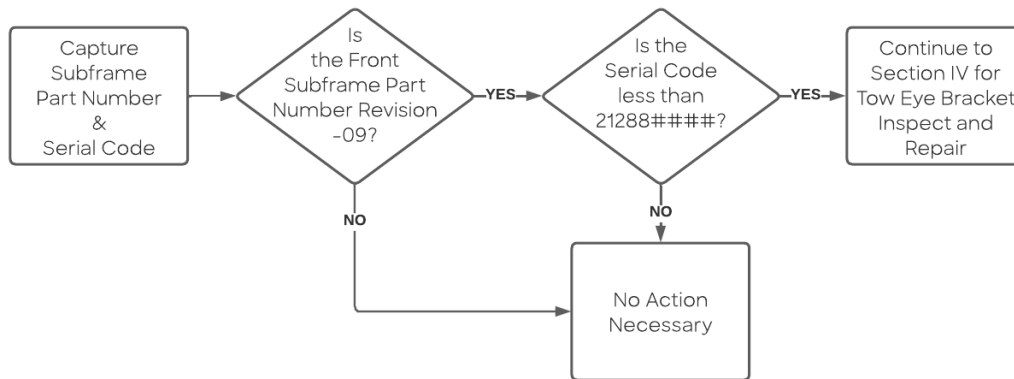 Capture
Subframe
Part Number
&
Serial Code
Is
the Front
Subframe Part
Number Revision
-09?
YES
Is the
Serial Code
less than
21288####?
YES
Continue to
Section IV for
Tow Eye Bracket
Inspect and
Repair
NO
NO
No Action
Necessary